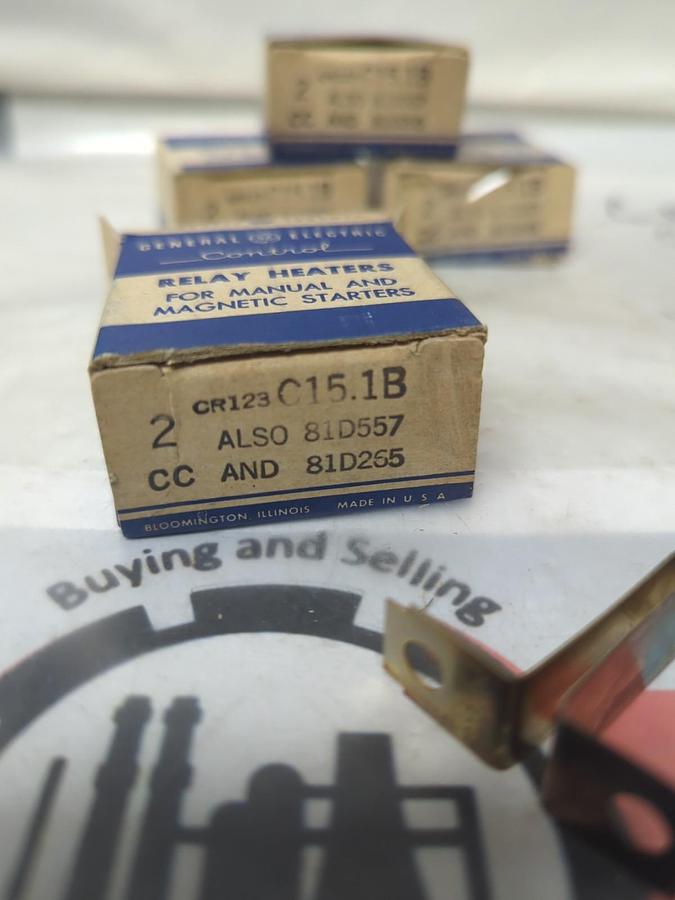 GENERAL GE ELECTRIC
Control
RELAY HEATERS
FOR MANUAL AND
MAGNETIC STARTERS
CR123 C15.1B
2 ALSO 81D557
CC AND 81D265
BLOOMINGTON, ILLINOIS MADE IN U S A
Buying and Selling